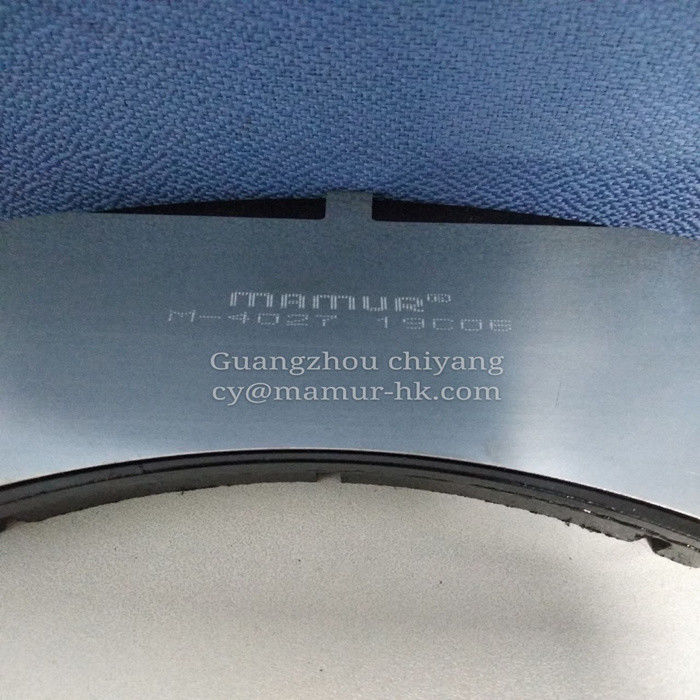 MAMUR®
M-4027 19C06
Guangzhou chiyang
cy@mamur-hk.com